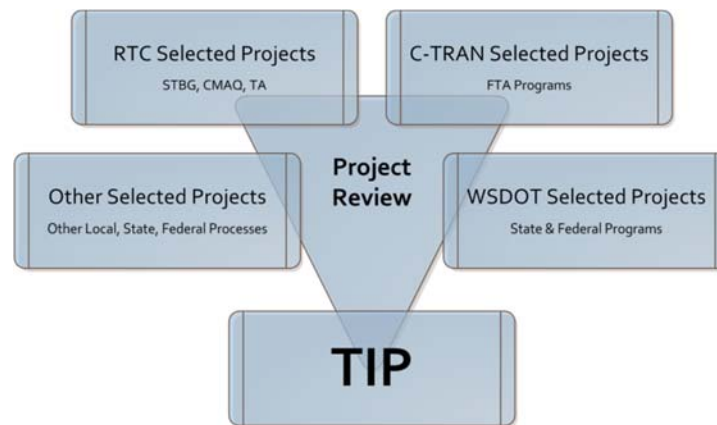 RTC Selected Projects
STBG, CMAQ, TA
C-TRAN Selected Projects
FTA Programs
Project
Review
Other Selected Projects
Other Local, State, Federal Processes
WSDOT Selected Projects
State & Federal Programs
TIP